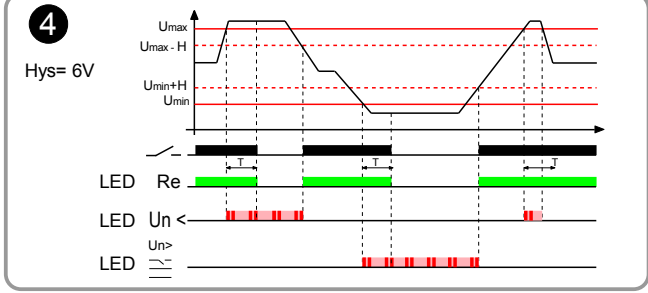 4
Hys= 6V
Umax
Umax - H
Umin+H
Umin
T T T
LED Re
LED Un <
Un>
LED